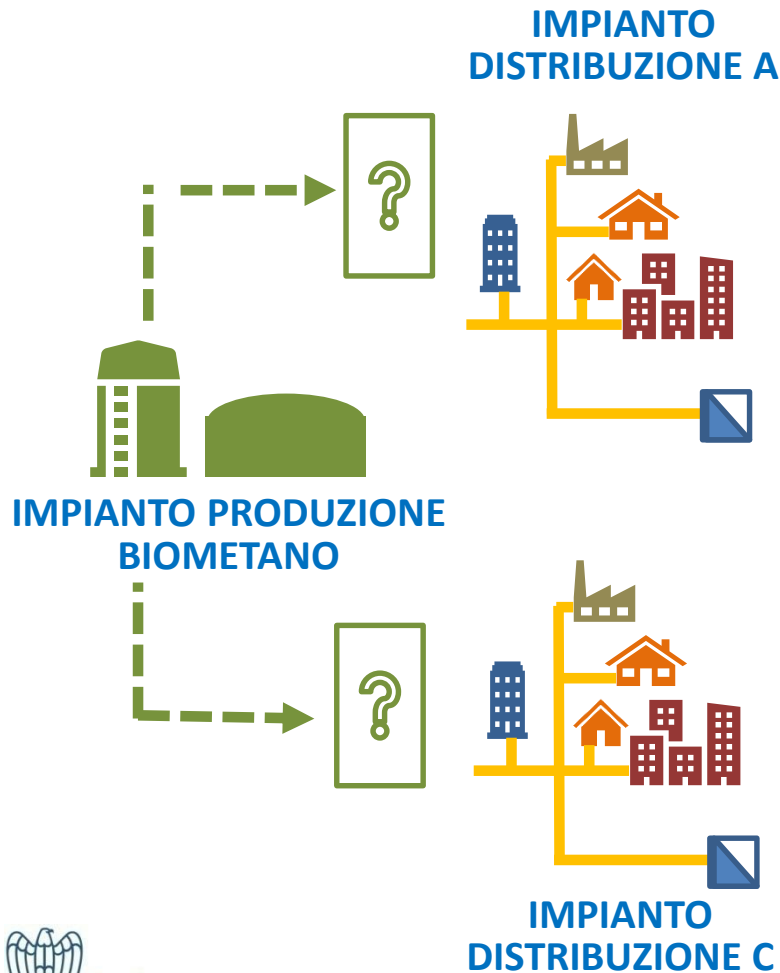 IMPIANTO
DISTRIBUZIONE A
?
IMPIANTO PRODUZIONE
BIOMETANO
?
IMPIANTO
DISTRIBUZIONE C